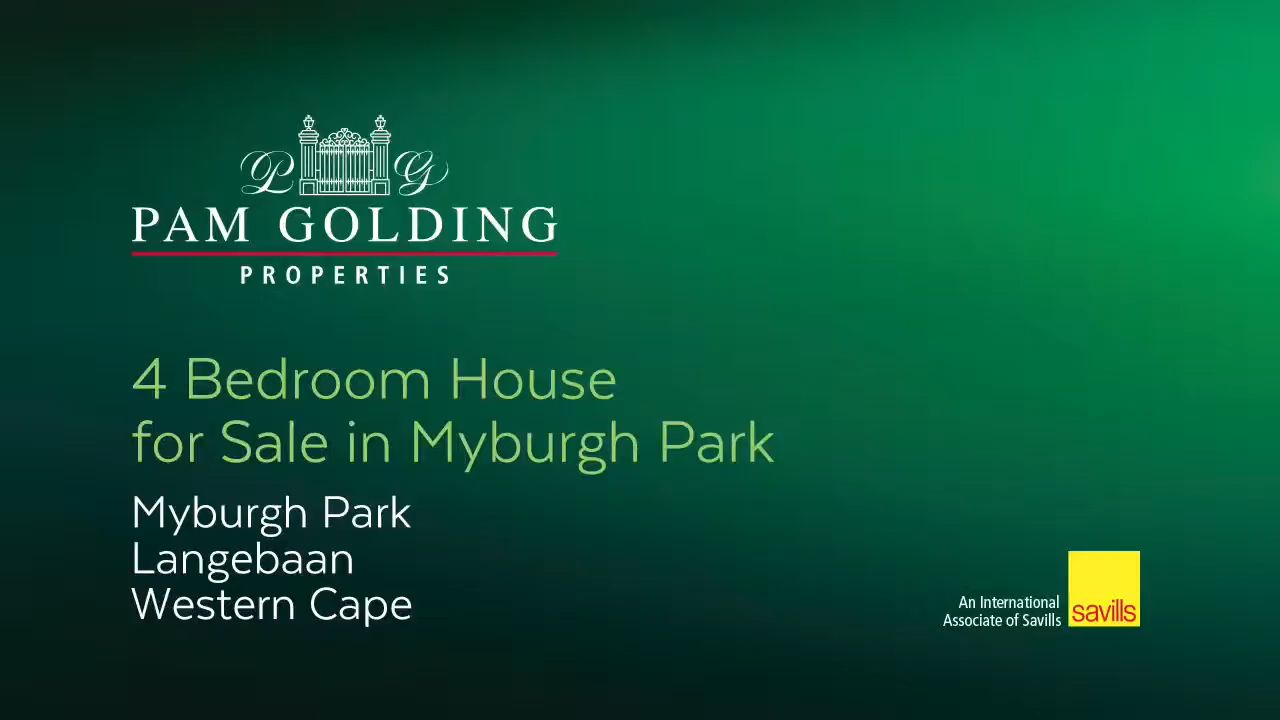 P G
PAM GOLDING
PROPERTIES
4 Bedroom House
for Sale in Myburgh Park
Myburgh Park
Langebaan
Western Cape
An International
Associate of Savills
savills